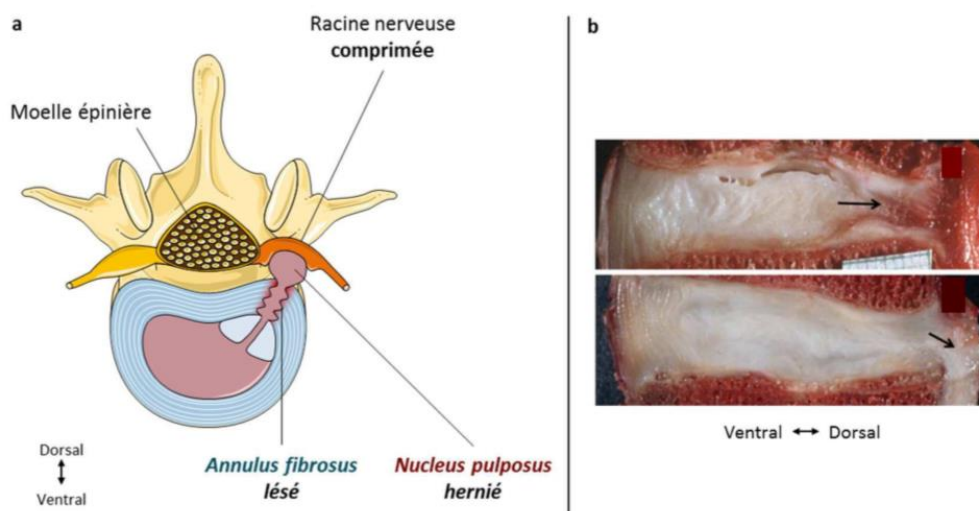 a
Racine nerveuse
comprimée
Moelle épinière
Dorsal
Ventral
Annulus fibrosus
lésé
Nucleus pulposus
hernié
b
Ventral ↔ Dorsal